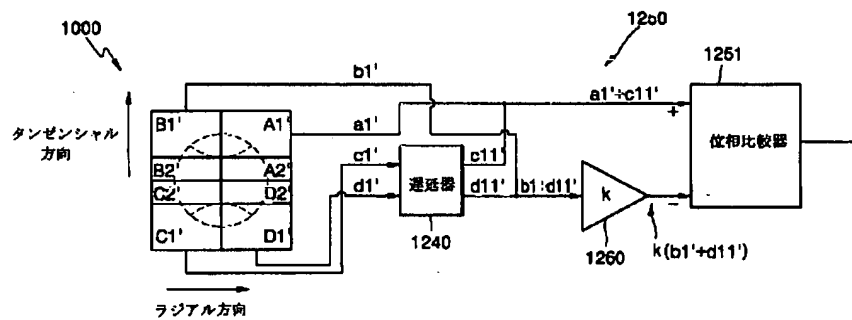 1000
1250
1251
b1'
タンゼンシャル
方向
B1'
A1'
a1'
a1'+c11'
+
位相比較器
B2'
A2'
C2'
D2'
c1'
d1'
遅延器
c11'
d11'
b1+d11'
k
-
C1'
D1'
1240
1260
k(b1'+d11')
ラジアル方向